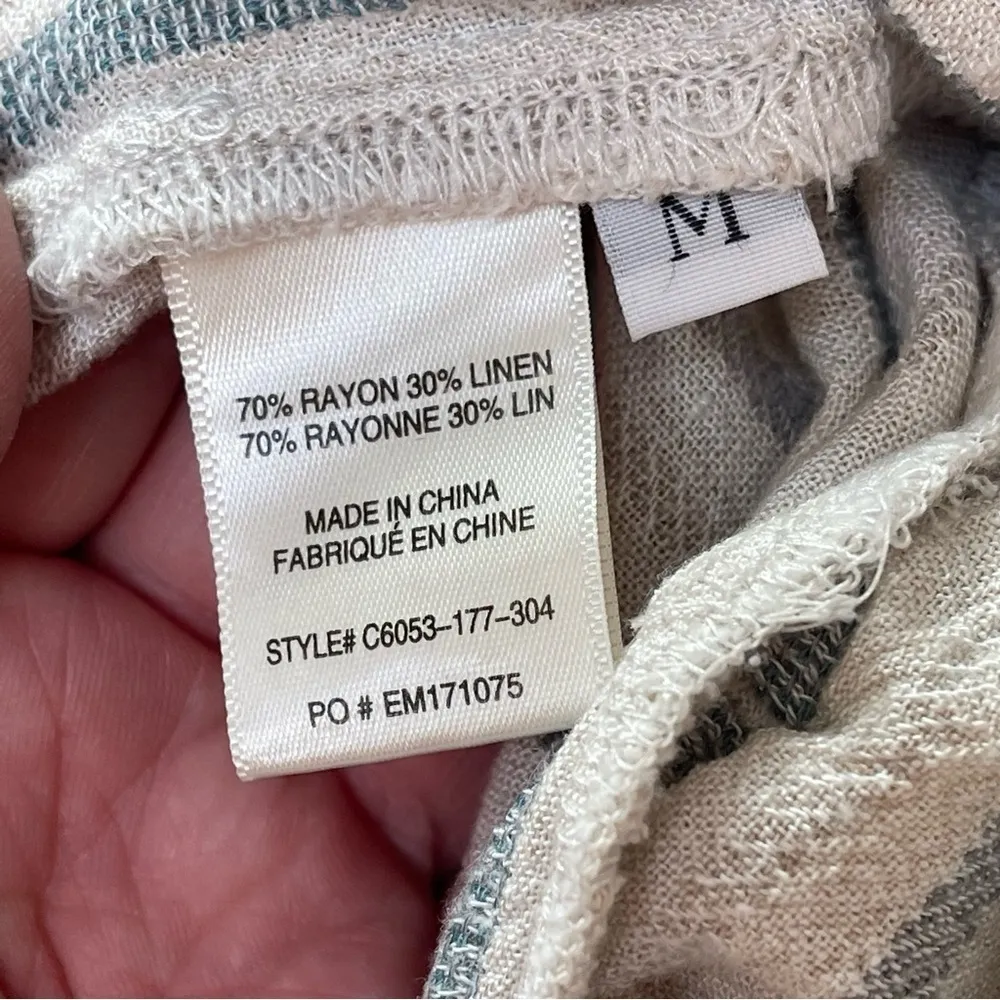 M
70% RAYON 30% LINEN
70% RAYONNE 30% LIN
MADE IN CHINA
FABRIQUÉ EN CHINE
STYLE# C6053-177-304
PO # EM171075